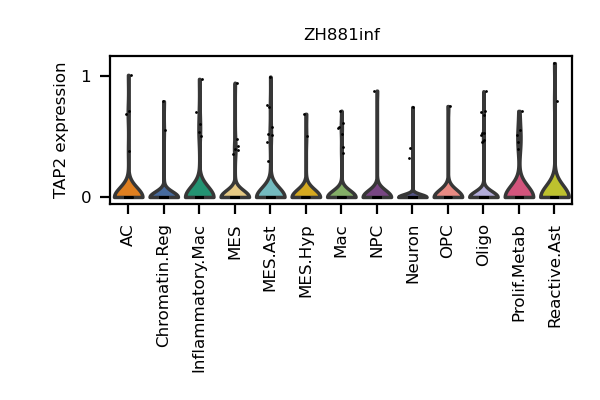 ZH881inf
TAP2 expression
1
0
AC
Chromatin.Reg
Inflammatory.Mac
MES
MES.Ast
MES.Hyp
Mac
NPC
Neuron
OPC
Oligo
Prolif.Metab
Reactive.Ast